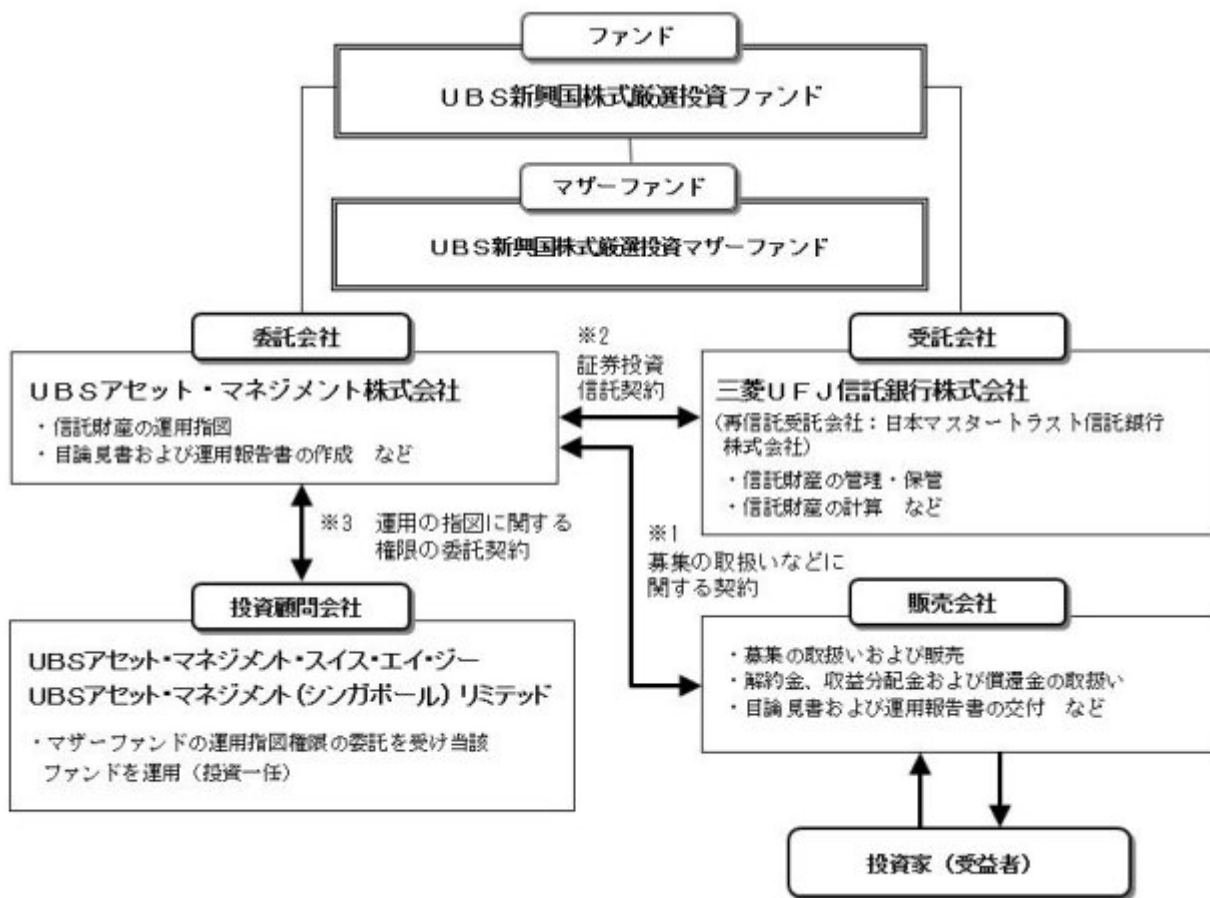 ファンド
UBS新興国株式厳選投資ファンド
マザーファンド
UBS新興国株式厳選投資マザーファンド
委託会社
UBSアセット・マネジメント株式会社
・信託財産の運用指図
・目論見書および運用報告書の作成　など
※2
証券投資
信託契約
受託会社
三菱UFJ信託銀行株式会社
(再信託受託会社：日本マスタートラスト信託銀行
株式会社)
・信託財産の管理・保管
・信託財産の計算　など
※3　運用の指図に関する
権限の委託契約
※1
募集の取扱いなどに
関する契約
投資顧問会社
UBSアセット・マネジメント・スイス・エイ・ジー
UBSアセット・マネジメント(シンガポール)リミテッド
・マザーファンドの運用指図権限の委託を受け当該
ファンドを運用（投資一任）
販売会社
・募集の取扱いおよび販売
・解約金、収益分配金および償還金の取扱い
・目論見書および運用報告書の交付　など
投資家（受益者）